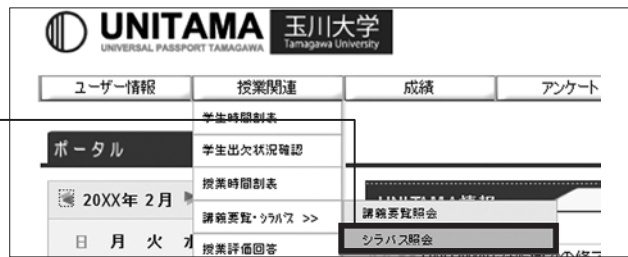 UNITAMA
UNIVERSAL PASSPORT TAMAGAWA
玉川大学
Tamagawa University
ユーザー情報
授業関連
成績
アンケート
学生時間割表
ポータル
学生出欠状況確認
授業時間割表
20XX年 2月
講義要覧・シラバス >>
講義要覧照会
日 月 火
授業評価回答
シラバス照会